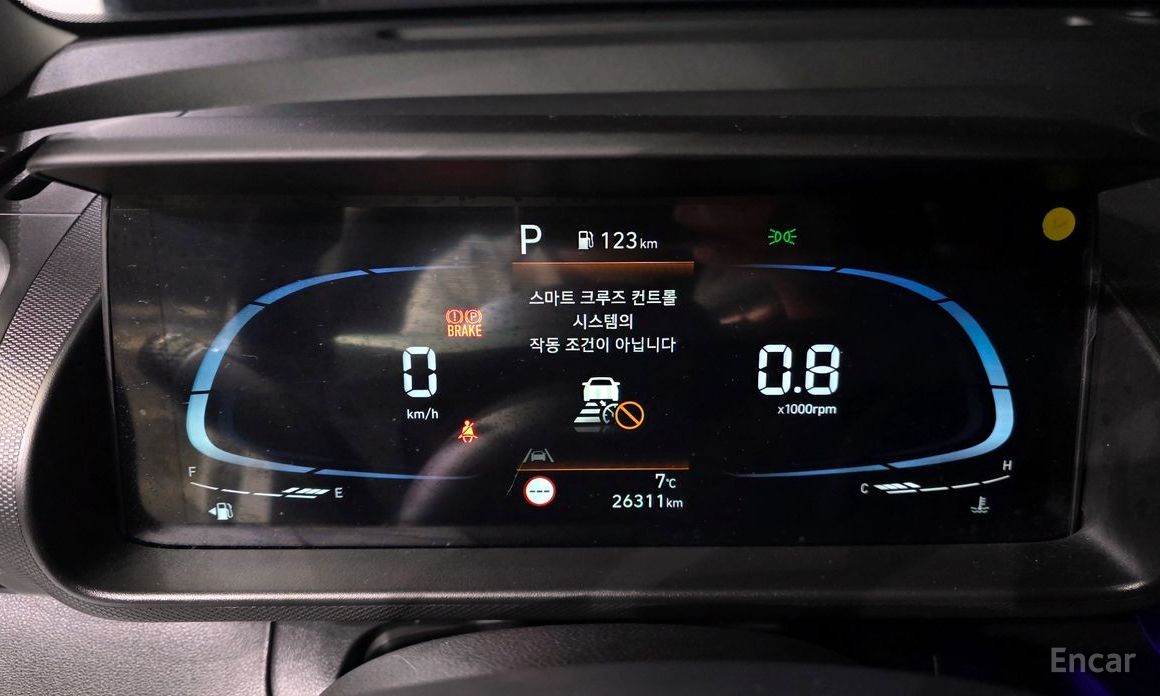 P
123km
스마트 크루즈 컨트롤
시스템의
작동 조건이 아닙니다
BRAKE
0
km/h
0.8
x1000rpm
F
E
C
H
7℃
26311km
Encar